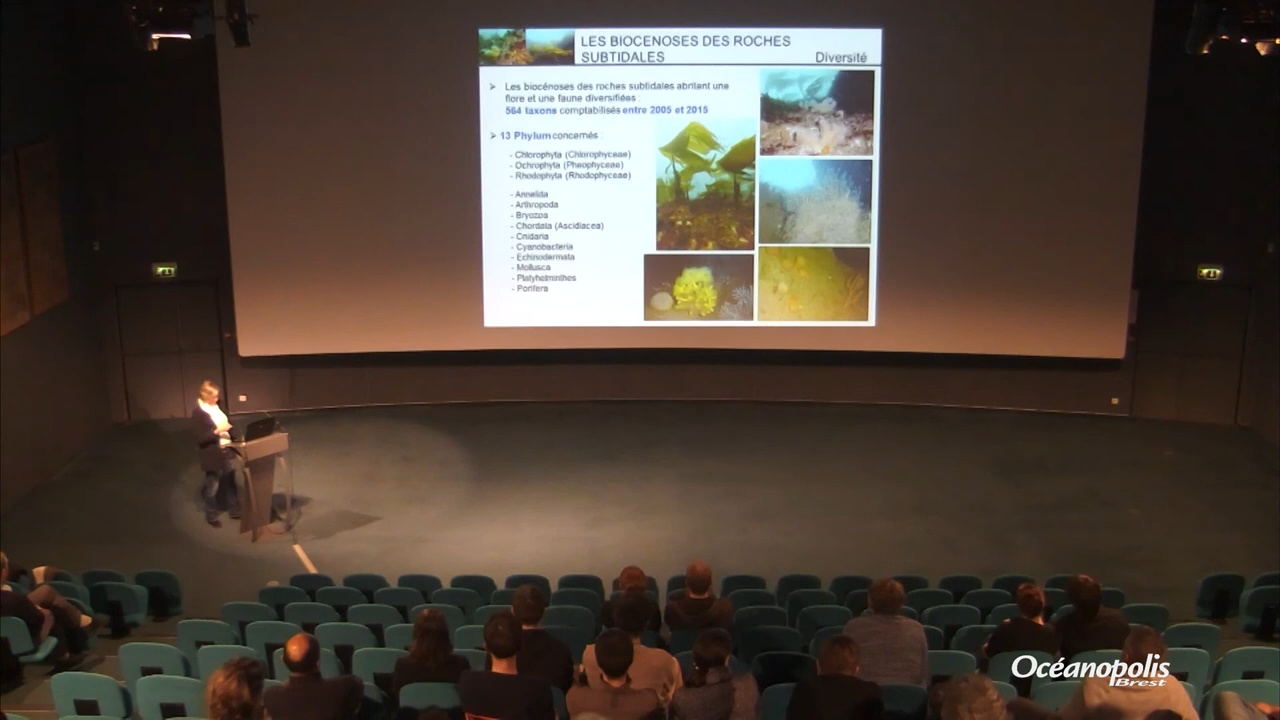 LES BIOCENOSES DES ROCHES
SUBTIDALES
Diversité
Les biocénoses des roches subtidales abritant une
flore et une faune diversifiées :
564 taxons comptabilisés entre 2005 et 2015
13 Phylum concernés :
- Chlorophyta (Chlorophyceae)
- Ochrophyta (Pheophyceae)
- Rhodophyta (Rhodophyceae)
- Annelida
- Arthropoda
- Bryozoa
- Chordata (Ascidiacea)
- Cnidaria
- Cyanobacteria
- Echinodermata
- Mollusca
- Platyhelminthes
- Porifera
Océanopolis
Brest